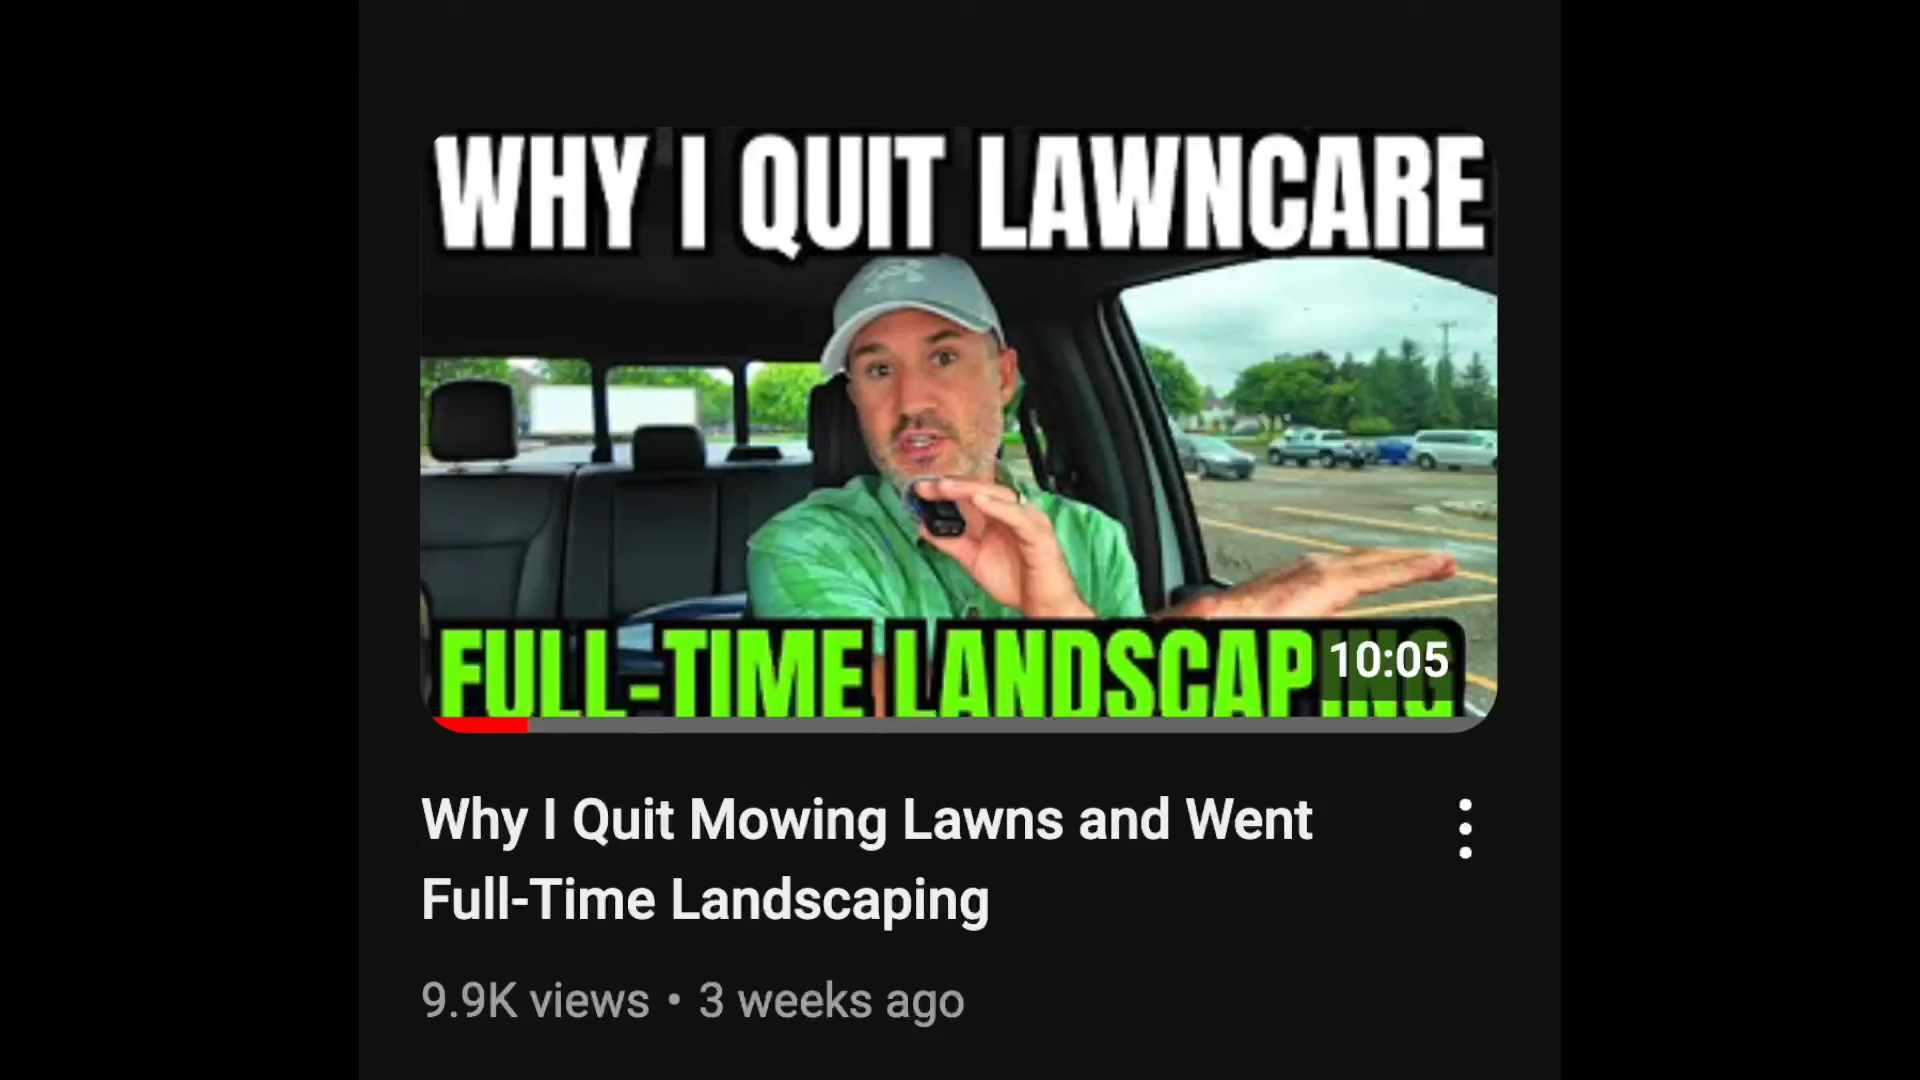 WHY I QUIT LAWNCARE
FULL-TIME LANDSCAPING
10:05
Why I Quit Mowing Lawns and Went
Full-Time Landscaping
9.9K views • 3 weeks ago